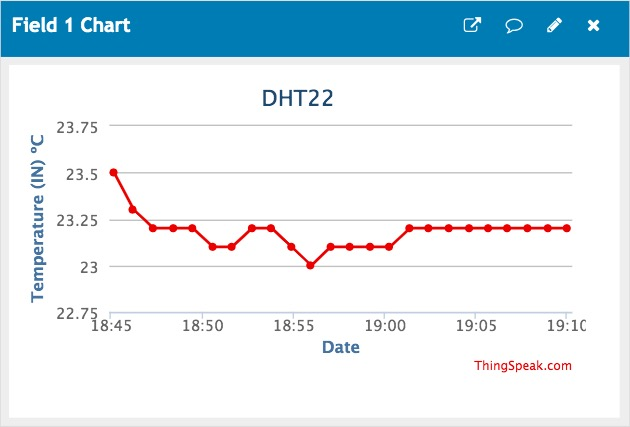 Field 1 Chart
DHT22
Temperature (IN) ºC
23.75
23.5
23.25
23
22.75
18:45 18:50 18:55 19:00 19:05 19:10
Date
ThingSpeak.com